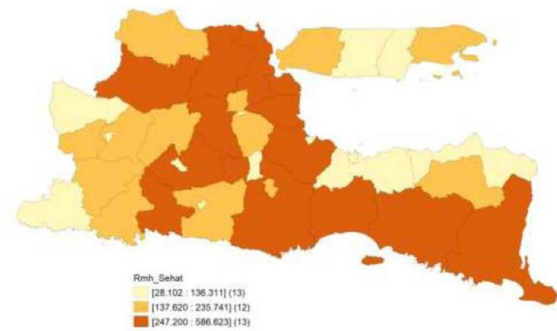 Rmh_Sehat
[28.102 : 136.311] (13)
[137.620 : 235.741] (12)
[247.200 : 586.623] (13)